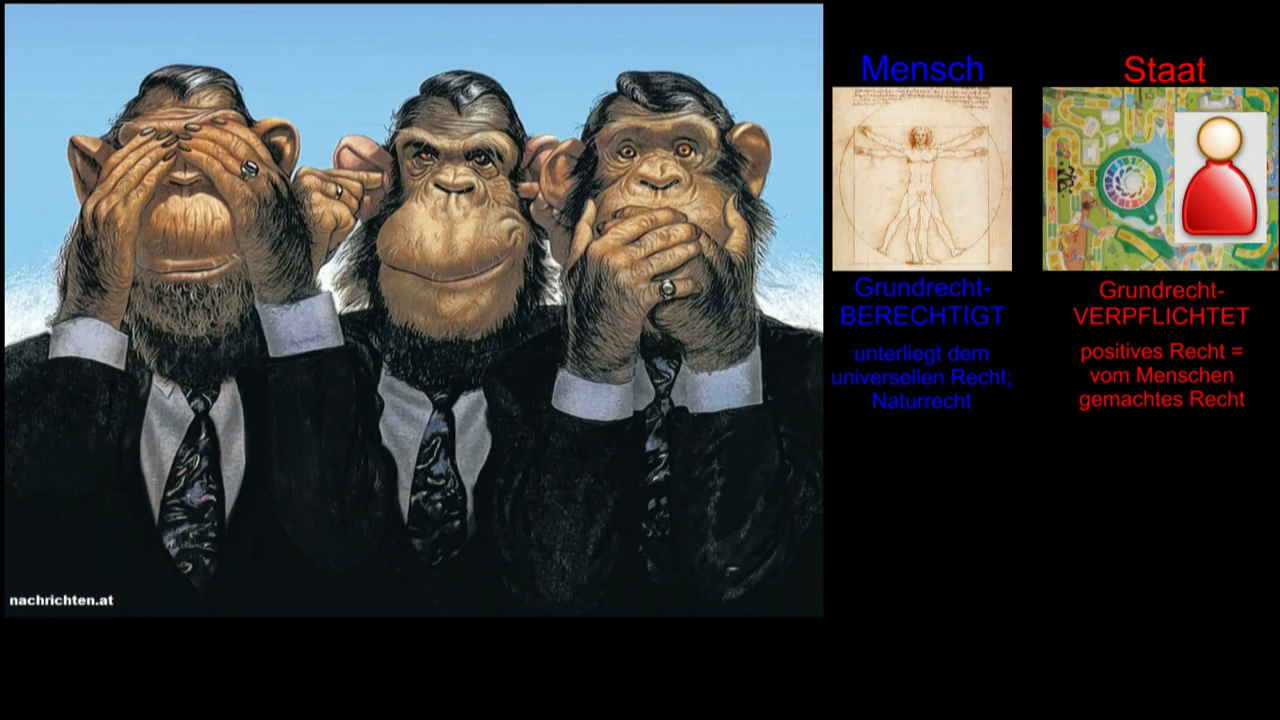 Mensch
Grundrecht-
BERECHTIGT
unterliegt dem
universellen Recht;
Naturrecht
Staat
Grundrecht-
VERPFLICHTET
positives Recht =
vom Menschen
gemachtes Recht
nachrichten.at